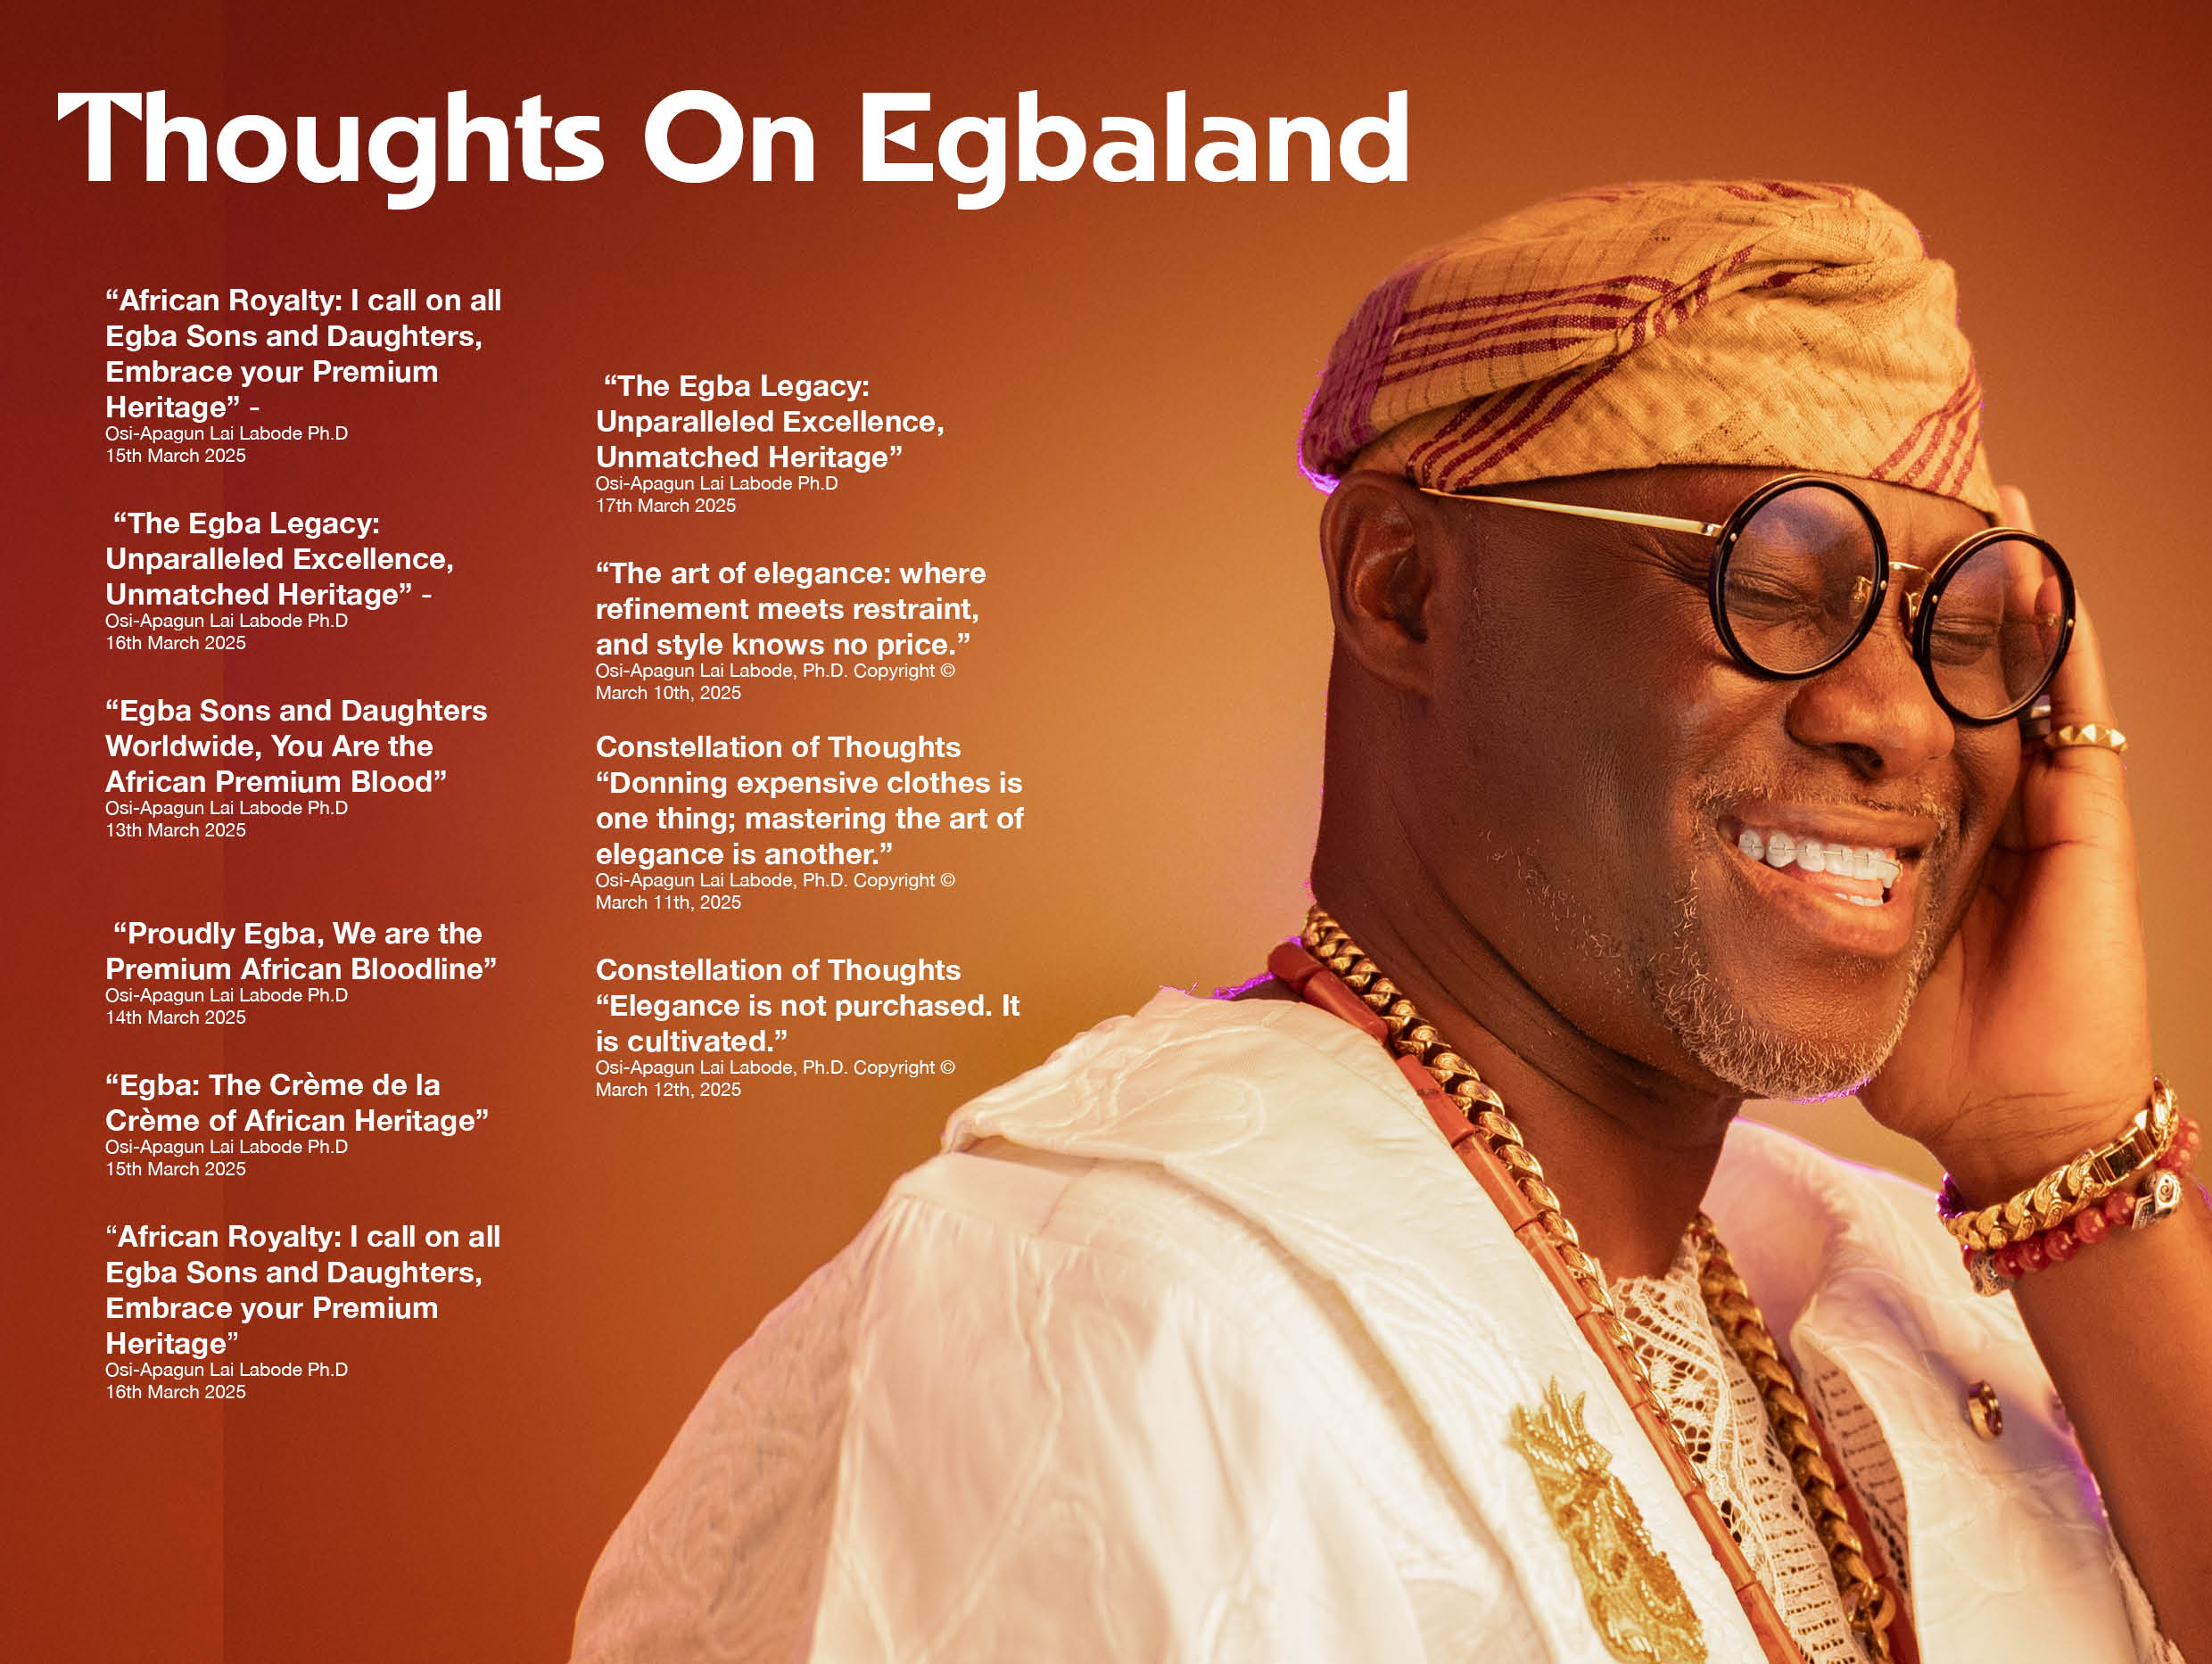 Thoughts On Egbaland
“African Royalty: I call on all
Egba Sons and Daughters,
Embrace your Premium
Heritage” -
Osi-Apagun Lai Labode Ph.D
15th March 2025
“The Egba Legacy:
Unparalleled Excellence,
Unmatched Heritage” -
Osi-Apagun Lai Labode Ph.D
16th March 2025
“Egba Sons and Daughters
Worldwide, You Are the
African Premium Blood”
Osi-Apagun Lai Labode Ph.D
13th March 2025
“Proudly Egba, We are the
Premium African Bloodline”
Osi-Apagun Lai Labode Ph.D
14th March 2025
“Egba: The Crème de la
Crème of African Heritage”
Osi-Apagun Lai Labode Ph.D
15th March 2025
“African Royalty: I call on all
Egba Sons and Daughters,
Embrace your Premium
Heritage”
Osi-Apagun Lai Labode Ph.D
16th March 2025
“The Egba Legacy:
Unparalleled Excellence,
Unmatched Heritage”
Osi-Apagun Lai Labode Ph.D
17th March 2025
“The art of elegance: where
refinement meets restraint,
and style knows no price.”
Osi-Apagun Lai Labode, Ph.D. Copyright ©
March 10th, 2025
Constellation of Thoughts
“Donning expensive clothes is
one thing; mastering the art of
elegance is another.”
Osi-Apagun Lai Labode, Ph.D. Copyright ©
March 11th, 2025
Constellation of Thoughts
“Elegance is not purchased. It
is cultivated.”
Osi-Apagun Lai Labode, Ph.D. Copyright ©
March 12th, 2025